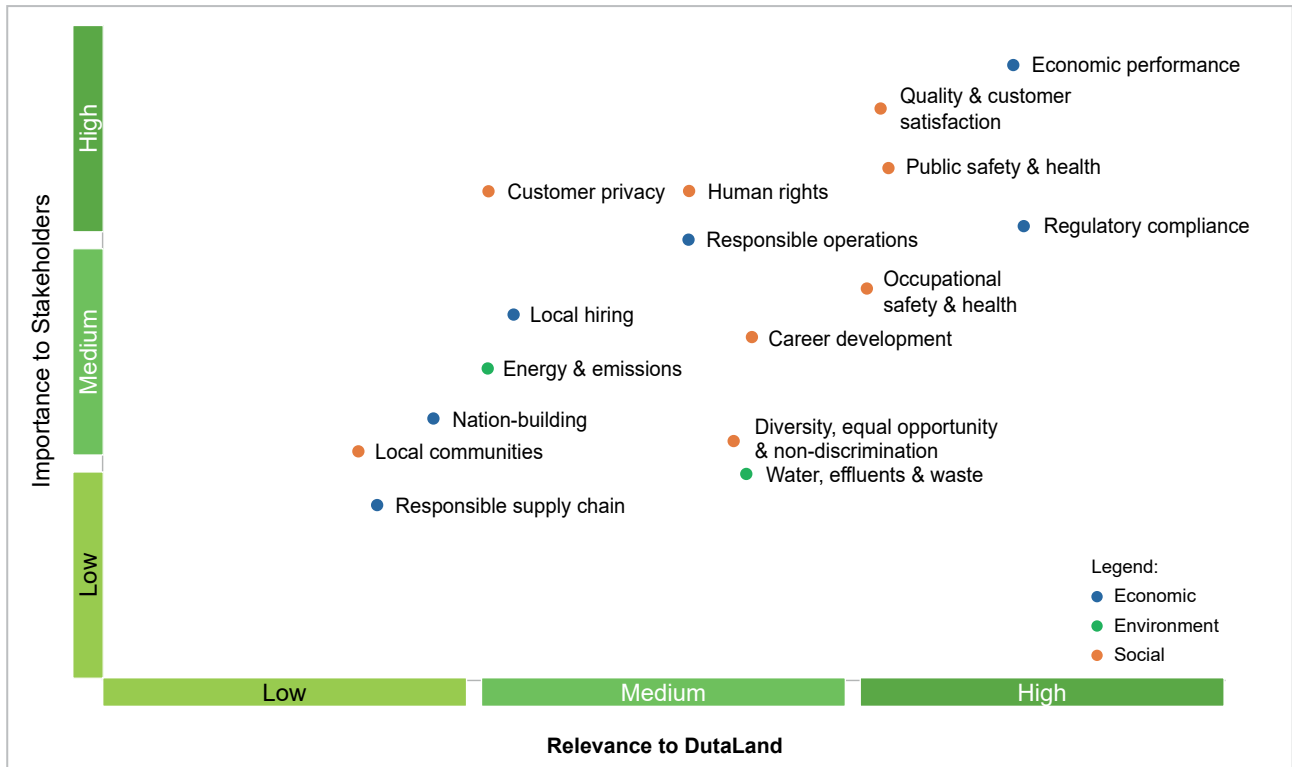 Economic performance
Quality & customer
satisfaction
Public safety & health
Customer privacy
Human rights
Regulatory compliance
Responsible operations
Occupational
safety & health
Local hiring
Career development
Energy & emissions
Nation-building
Diversity, equal opportunity
& non-discrimination
Local communities
Water, effluents & waste
Responsible supply chain
Importance to Stakeholders
High
Medium
Low
Legend:
Economic
Environment
Social
Low
Medium
High
Relevance to DutaLand